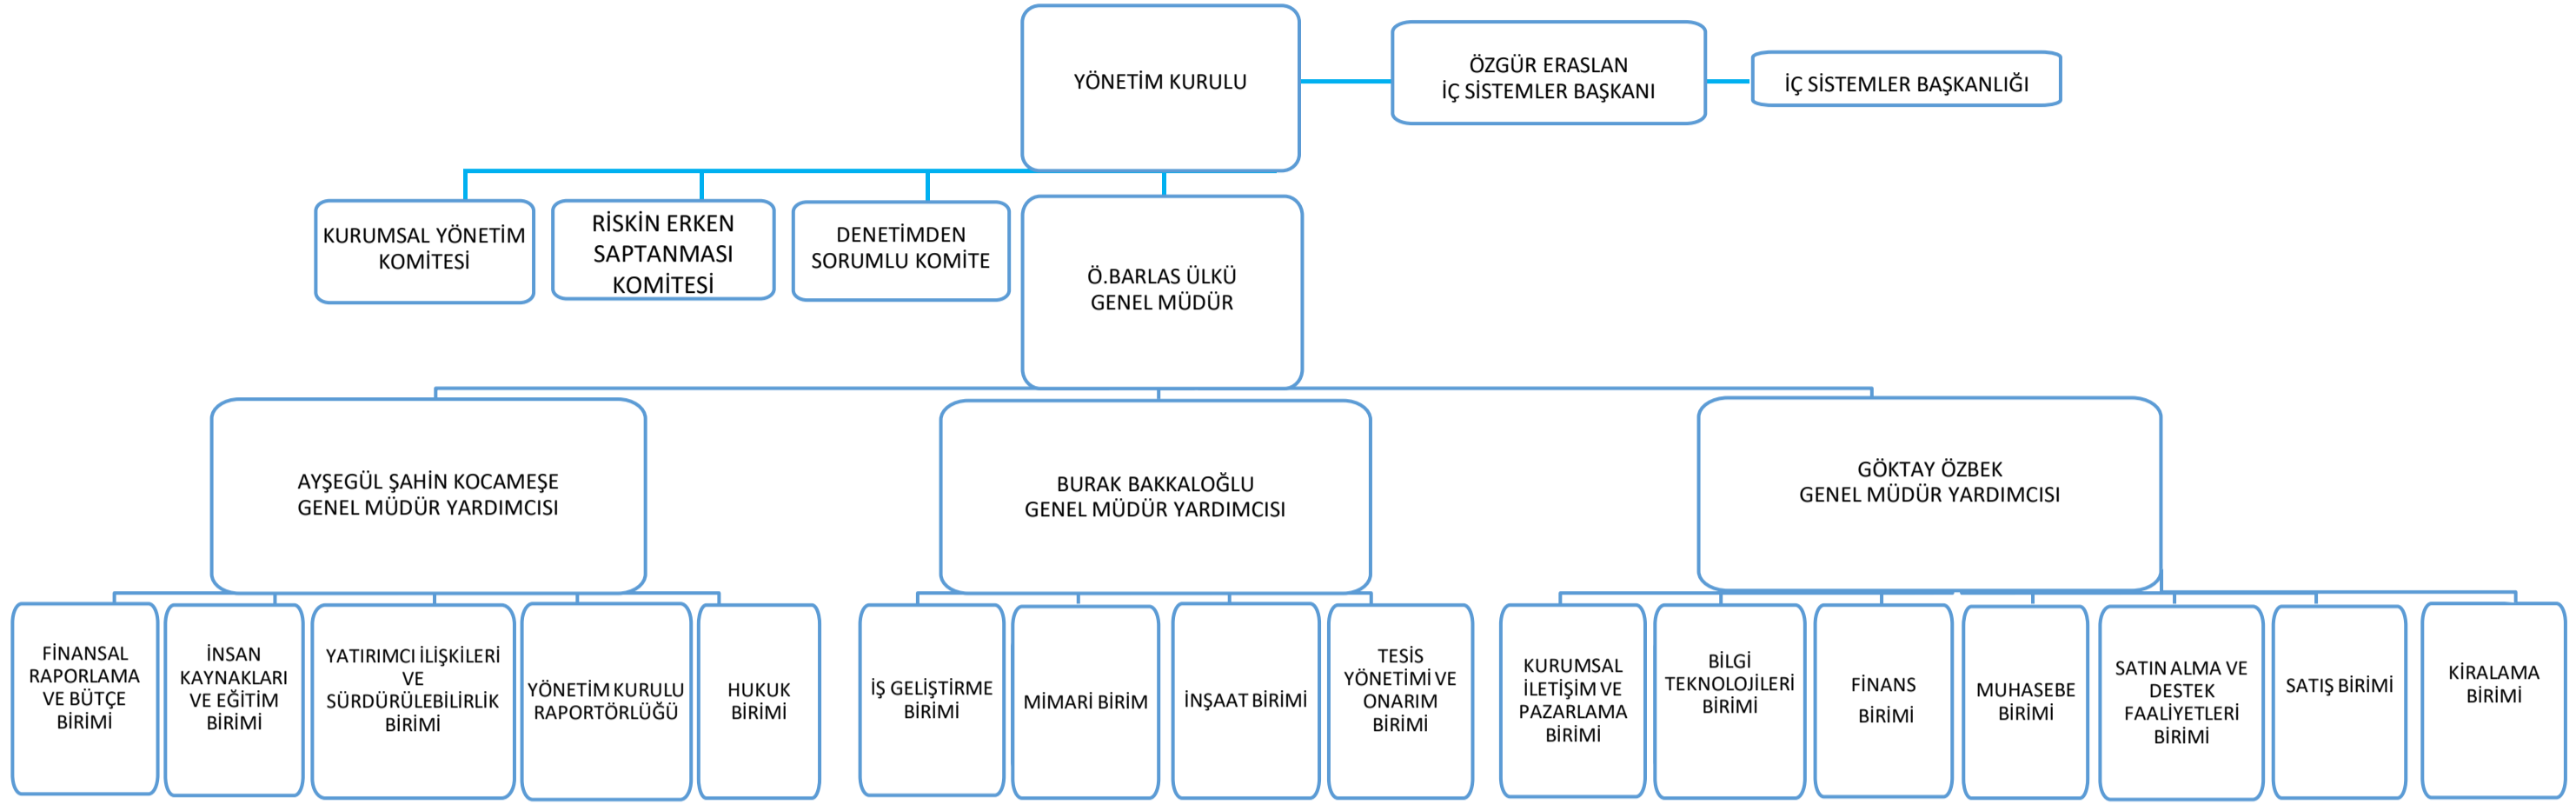 YÖNETİM KURULU
ÖZGÜR ERASLAN
İÇ SİSTEMLER BAŞKANI
İÇ SİSTEMLER BAŞKANLIĞI
KURUMSAL YÖNETİM
KOMİTESİ
RİSKİN ERKEN
SAPTANMASI
KOMİTESİ
DENETİMDEN
SORUMLU KOMİTE
Ö.BARLAS ÜLKÜ
GENEL MÜDÜR
AYŞEGÜL ŞAHİN KOCAMEŞE
GENEL MÜDÜR YARDIMCISI
BURAK BAKKALOĞLU
GENEL MÜDÜR YARDIMCISI
GÖKTAY ÖZBEK
GENEL MÜDÜR YARDIMCISI
FİNANSAL
RAPORLAMA
VE BÜTÇE
BİRİMİ
İNSAN
KAYNAKLARI
VE EĞİTİM
BİRİMİ
YATIRIMCI İLİŞKİLERİ
VE
SÜRDÜRÜLEBİLİRLİK
BİRİMİ
YÖNETİM KURULU
RAPORTÖRLÜĞÜ
HUKUK
BİRİMİ
İŞ GELİŞTİRME
BİRİMİ
MİMARİ BİRİM
İNŞAAT BİRİMİ
TESİS
YÖNETİMİ VE
ONARIM
BİRİMİ
KURUMSAL
İLETİŞİM VE
PAZARLAMA
BİRİMİ
BİLGİ
TEKNOLOJİLERİ
BİRİMİ
FİNANS
BİRİMİ
MUHASEBE
BİRİMİ
SATIN ALMA VE
DESTEK
FAALİYETLERİ
BİRİMİ
SATIŞ BİRİMİ
KİRALAMA
BİRİMİ